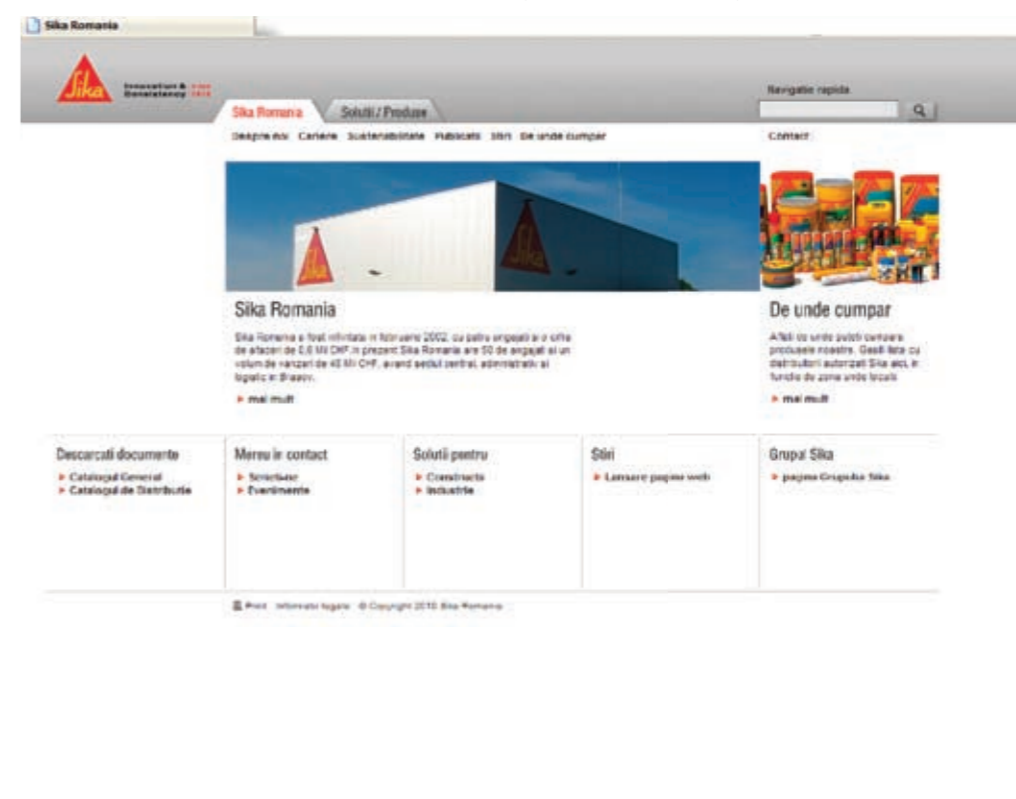 Sika Romania
Sika
Innovation & since
Consistency 1910
Navigatie rapida
Sika Romania Solutii / Produse
Despre noi Cariere Sustenabilitate Publicatii Stiri De unde cumpar
Contact
Sika
Sika
Sika Romania
Sika Romania a fost infiintata in februarie 2002, cu patru angajati si o cifra
de afaceri de 0,6 Mil CHF. In prezent Sika Romania are 50 de angajati si un
volum de vanzari de Mil CHF, avand sediul central, administrativ si
logistic in Brasov.
mai mult
De unde cumpar
Aflati de unde puteti cumpara
produsele noastre. Gasiti lista cu
distribuitorii autorizati Sika aici, in
functie de zona unde locuiti
mai mult
Descarcati documente
Catalogul General
Catalogul de Distributie
Mereu in contact
Evenimente
Solutii pentru
Constructii
Industrie
Stiri
Lansare pagina web
Grupul Sika
pagina Grupului Sika
Print Informatii legale © Copyright 2010 Sika Romania